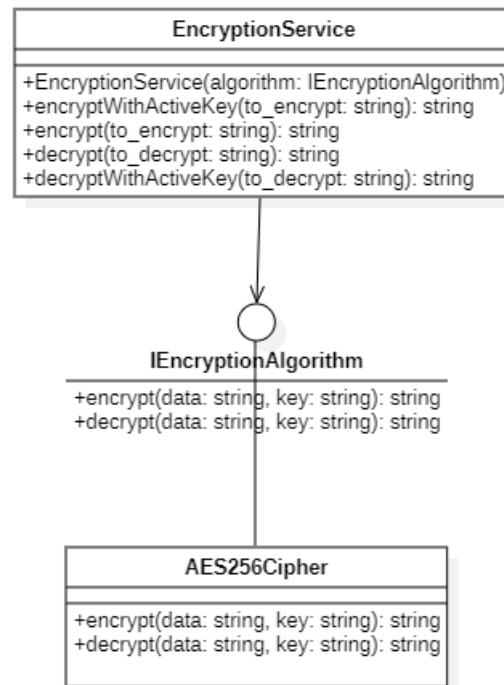 EncryptionService
+EncryptionService(algorithm: IEncryptionAlgorithm)
+encryptWithActiveKey(to_encrypt: string): string
+encrypt(to_encrypt: string): string
+decrypt(to_decrypt: string): string
+decryptWithActiveKey(to_decrypt: string): string
IEncryptionAlgorithm
+encrypt(data: string, key: string): string
+decrypt(data: string, key: string): string
AES256Cipher
+encrypt(data: string, key: string): string
+decrypt(data: string, key: string): string